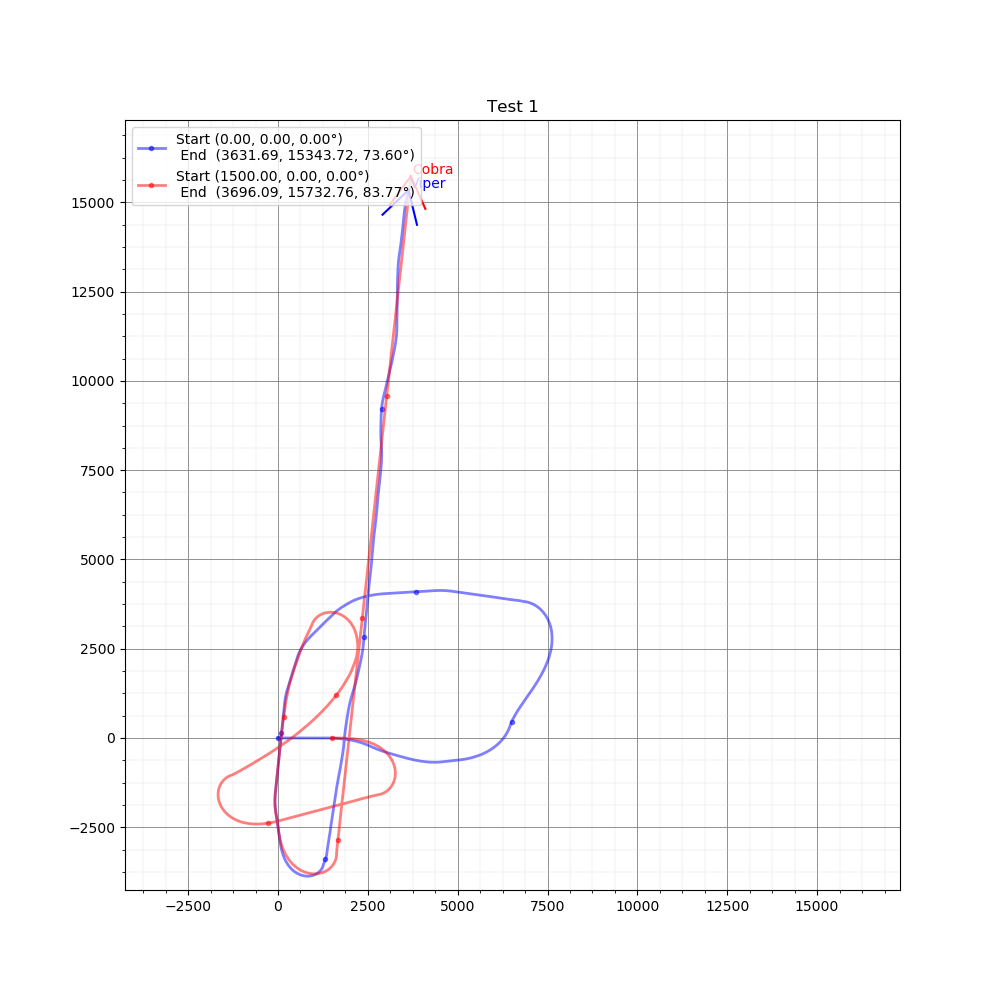 Test 1
Start (0.00, 0.00, 0.00°)
End (3631.69, 15343.72, 73.60°)
Start (1500.00, 0.00, 0.00°)
End (3696.09, 15732.76, 83.77°)
Cobra
15000
12500
10000
7500
5000
2500
0
−2500
−2500 0 2500 5000 7500 10000 12500 15000